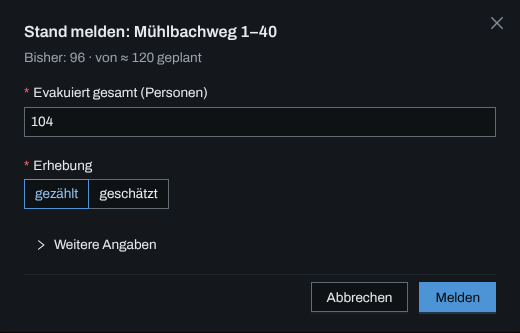 Stand melden: Mühlbachweg 1–40
Bisher: 96 · von ≈ 120 geplant
* Evakuiert gesamt (Personen)
104
* Erhebung
gezählt geschätzt
Weitere Angaben
Abbrechen Melden